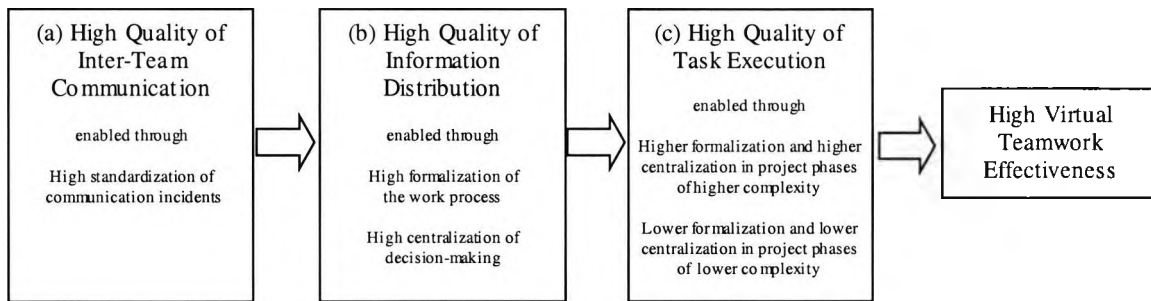 (a) High Quality of
Inter-Team
Communication
enabled through
High standardization of
communication incidents
(b) High Quality of
Information
Distribution
enabled through
High formalization of
the work process
High centralization of
decision-making
(c) High Quality of
Task Execution
enabled through
Higher formalization and higher
centralization in project phases
of higher complexity
Lower formalization and lower
centralization in project phases
of lower complexity
High Virtual
Teamwork
Effectiveness